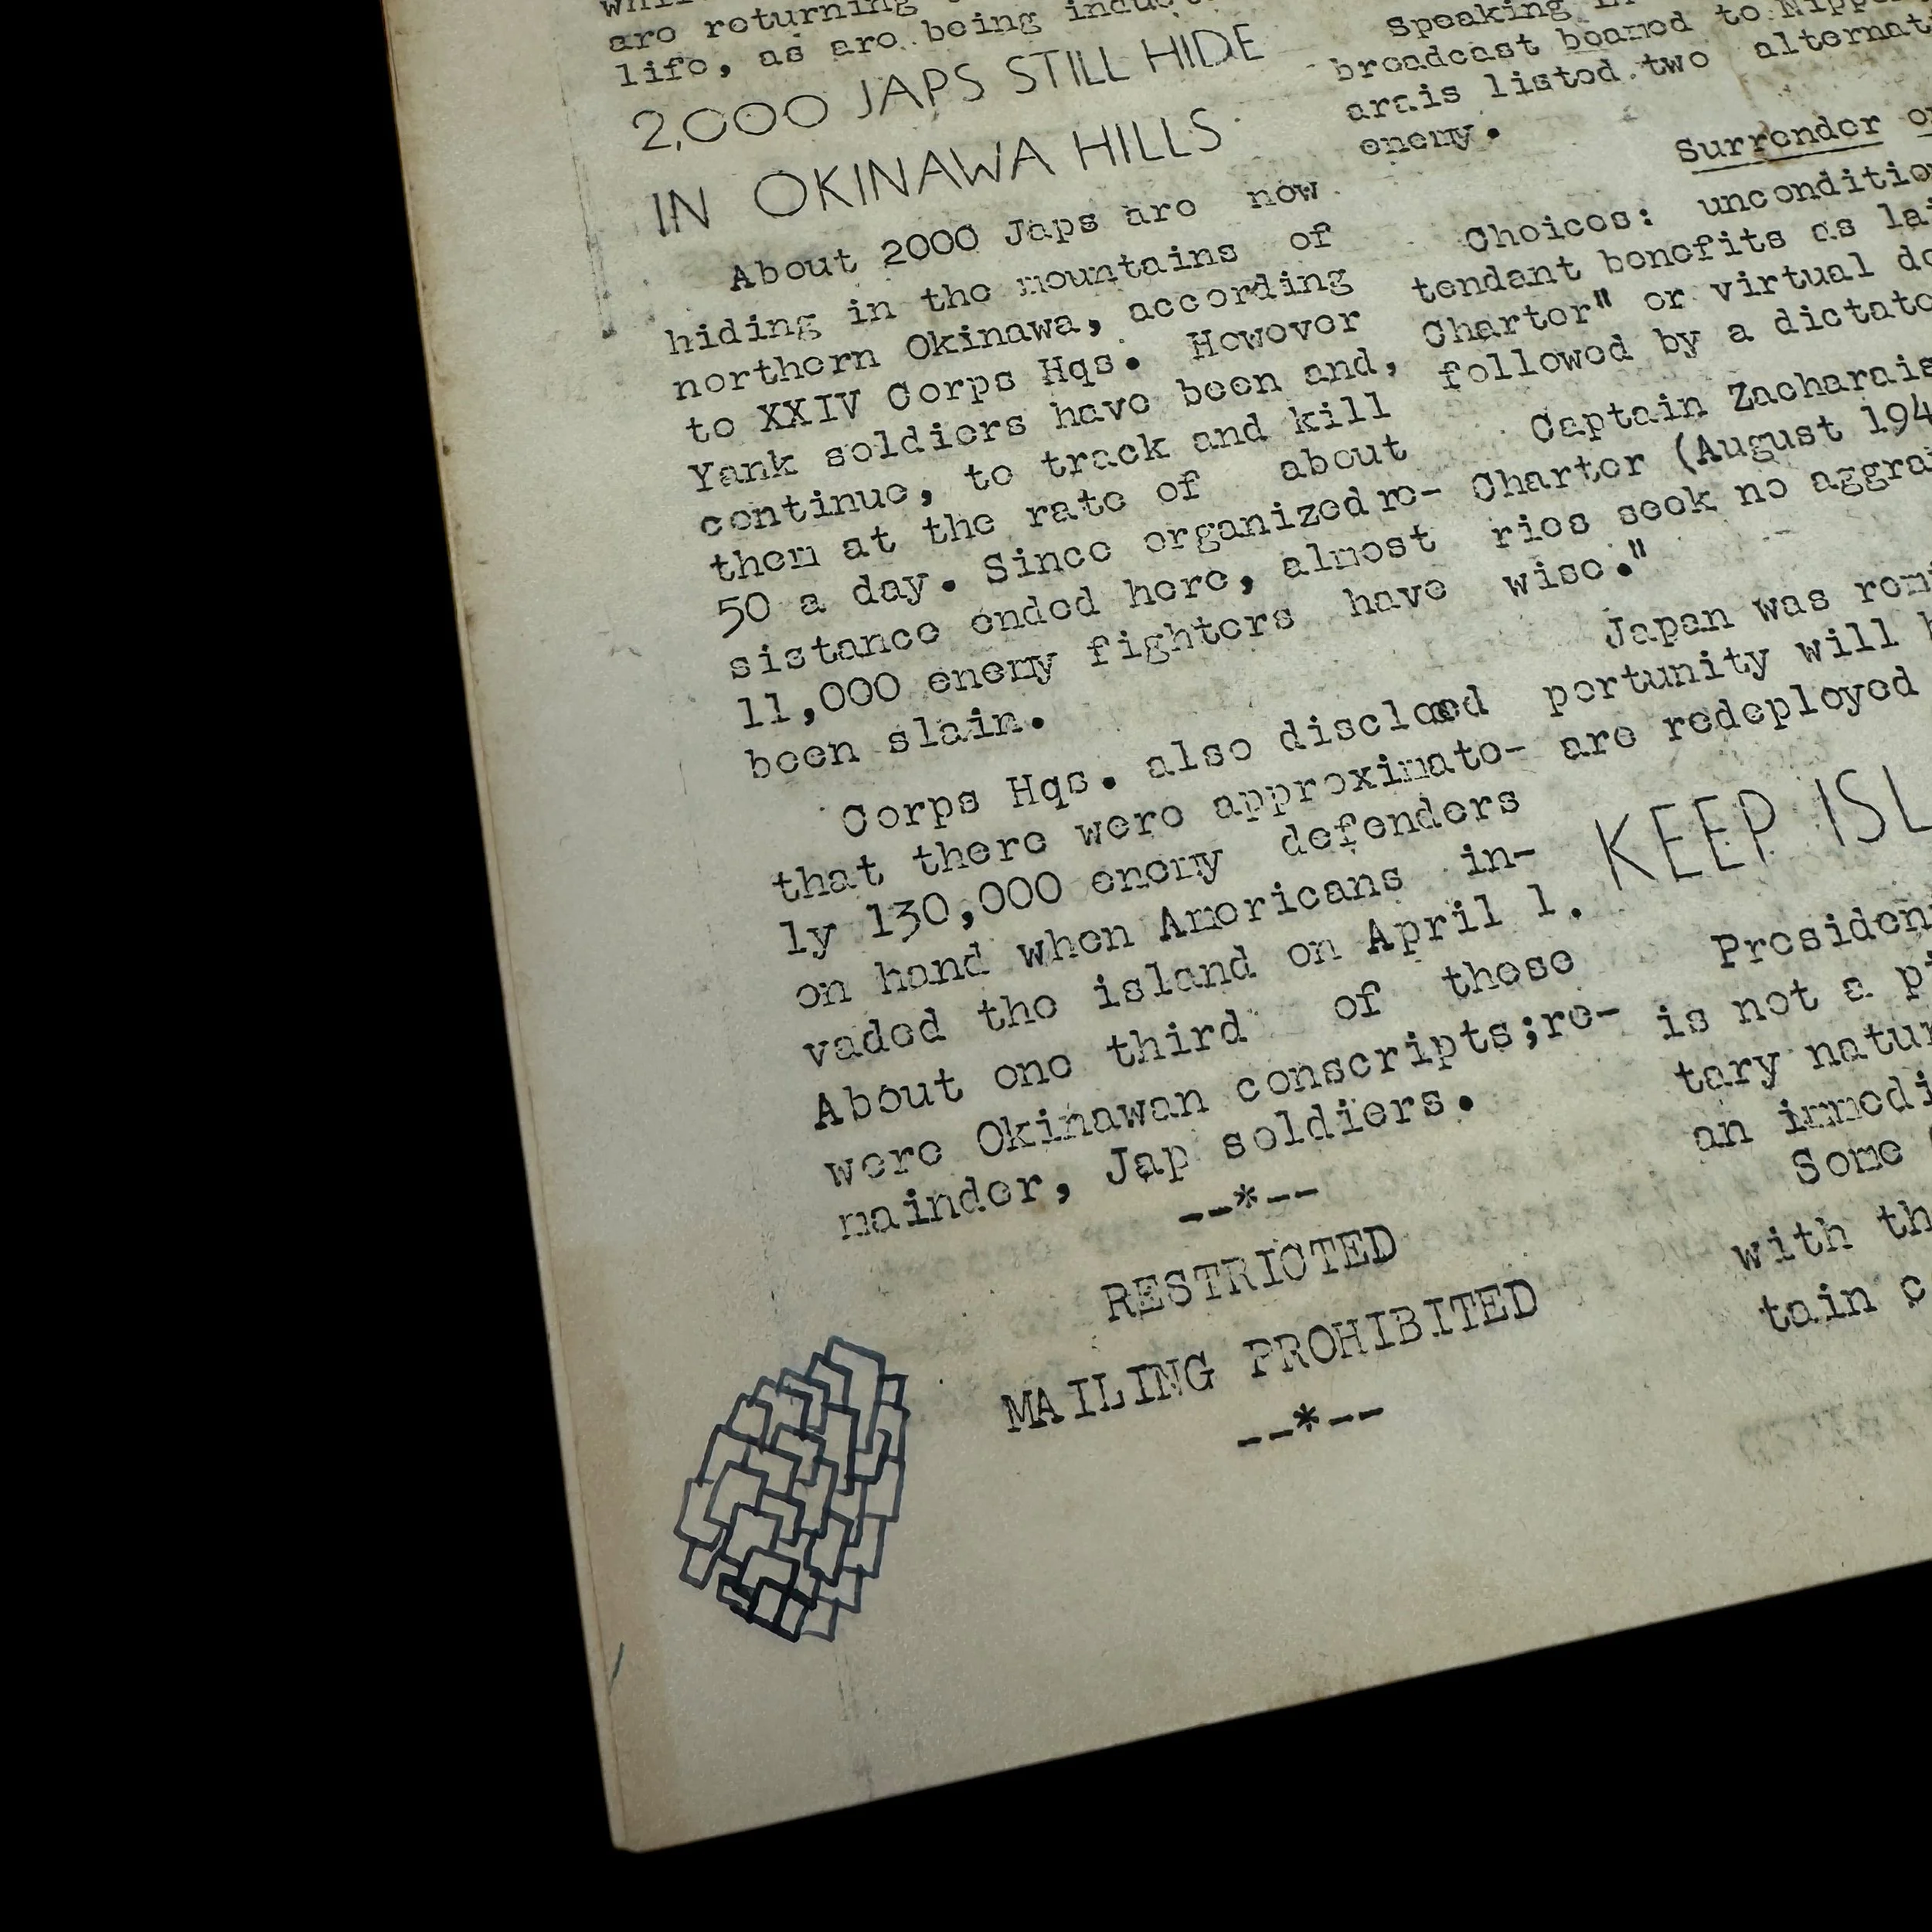 are returning
life, as are being
2,000 JAPS STILL HIDE
IN OKINAWA HILLS
About 2000 Japs are now
hiding in the mountains of
northern Okinawa, according
to XXIV Corps Hqs. However
Yank soldiers have been and,
continue, to track and kill
them at the rate of about
50 a day. Since organized re-
sistance ended here, almost
11,000 enemy fighters have
been slain.
Corps Hqs. also disclosed
that there were approximate-
ly 130,000 enemy defenders
on hand when Americans in-
vaded the island on April 1.
About one third of these
were Okinawan conscripts;re-
mainder, Jap soldiers.
--*--
RESTRICTED
MAILING PROHIBITED
--*--
Speaking
broadcast beamed to
arais listed two
enemy.
Surrender
Choices:
tendant benefits as
Charter" or virtual
followed by a
Captain Zacharais
Charter (August
ries seek no
wise."
Japan was
portunity will
are redeployed
KEEP
is not a
tary
an
Some
with
tain